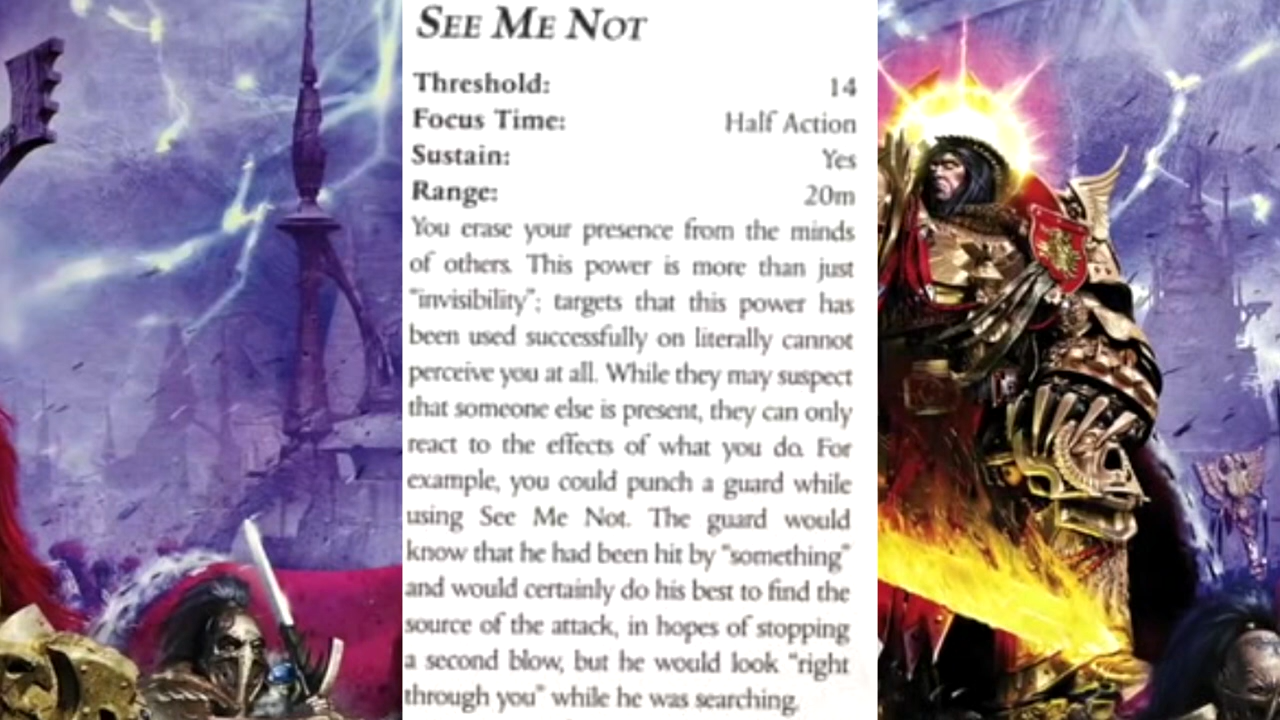 SEE ME NOT
Threshold: 14
Focus Time: Half Action
Sustain: Yes
Range: 20m
You erase your presence from the minds
of others. This power is more than just
"invisibility"; targets that this power has
been used successfully on literally cannot
perceive you at all. While they may suspect
that someone else is present, they can only
react to the effects of what you do. For
example, you could punch a guard while
using See Me Not. The guard would
know that he had been hit by "something"
and would certainly do his best to find the
source of the attack, in hopes of stopping
a second blow, but he would look "right
through you" while he was searching.